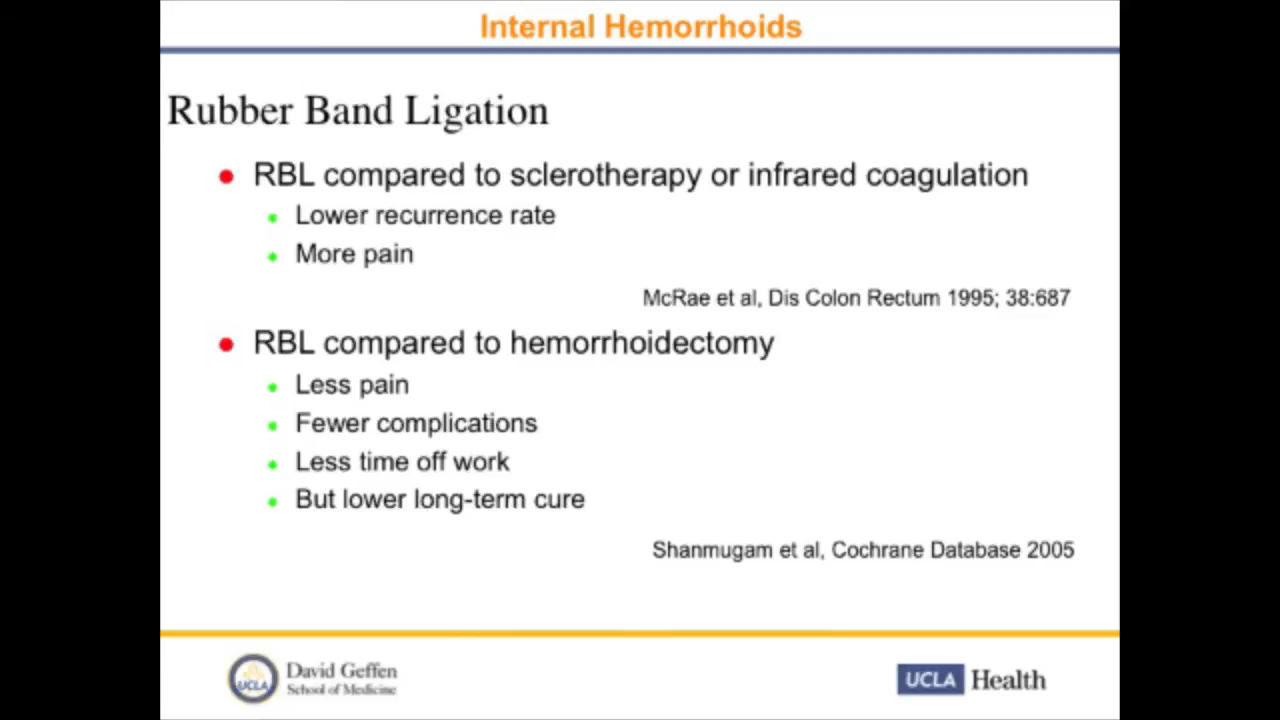 Internal Hemorrhoids
Rubber Band Ligation
RBL compared to sclerotherapy or infrared coagulation
Lower recurrence rate
More pain
McRae et al, Dis Colon Rectum 1995; 38:687
RBL compared to hemorrhoidectomy
Less pain
Fewer complications
Less time off work
But lower long-term cure
Shanmugam et al, Cochrane Database 2005
UCLA
David Geffen
School of Medicine
UCLA Health